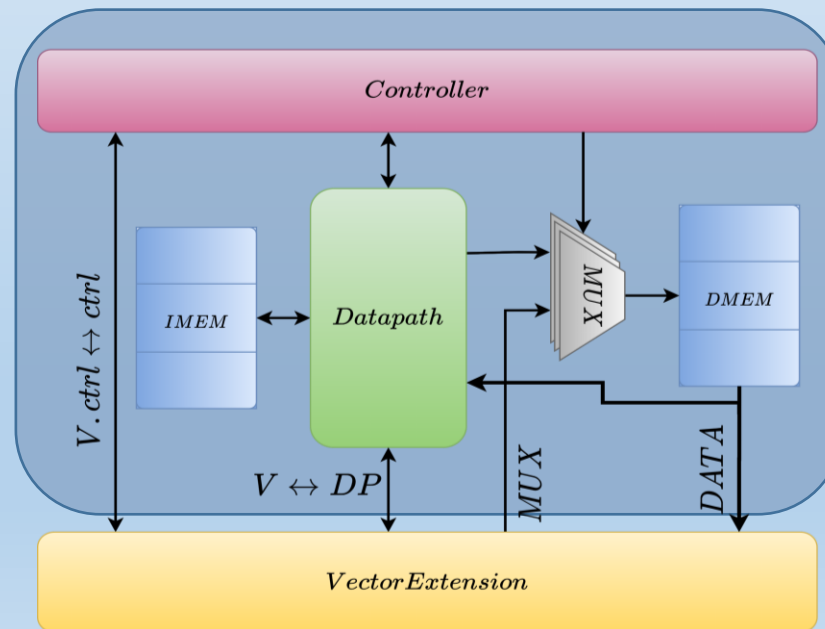 Controller
V.ctrl ↔ ctrl
IMEM
Datapath
MUX
DMEM
V ↔ DP
MUX
DATA
VectorExtension